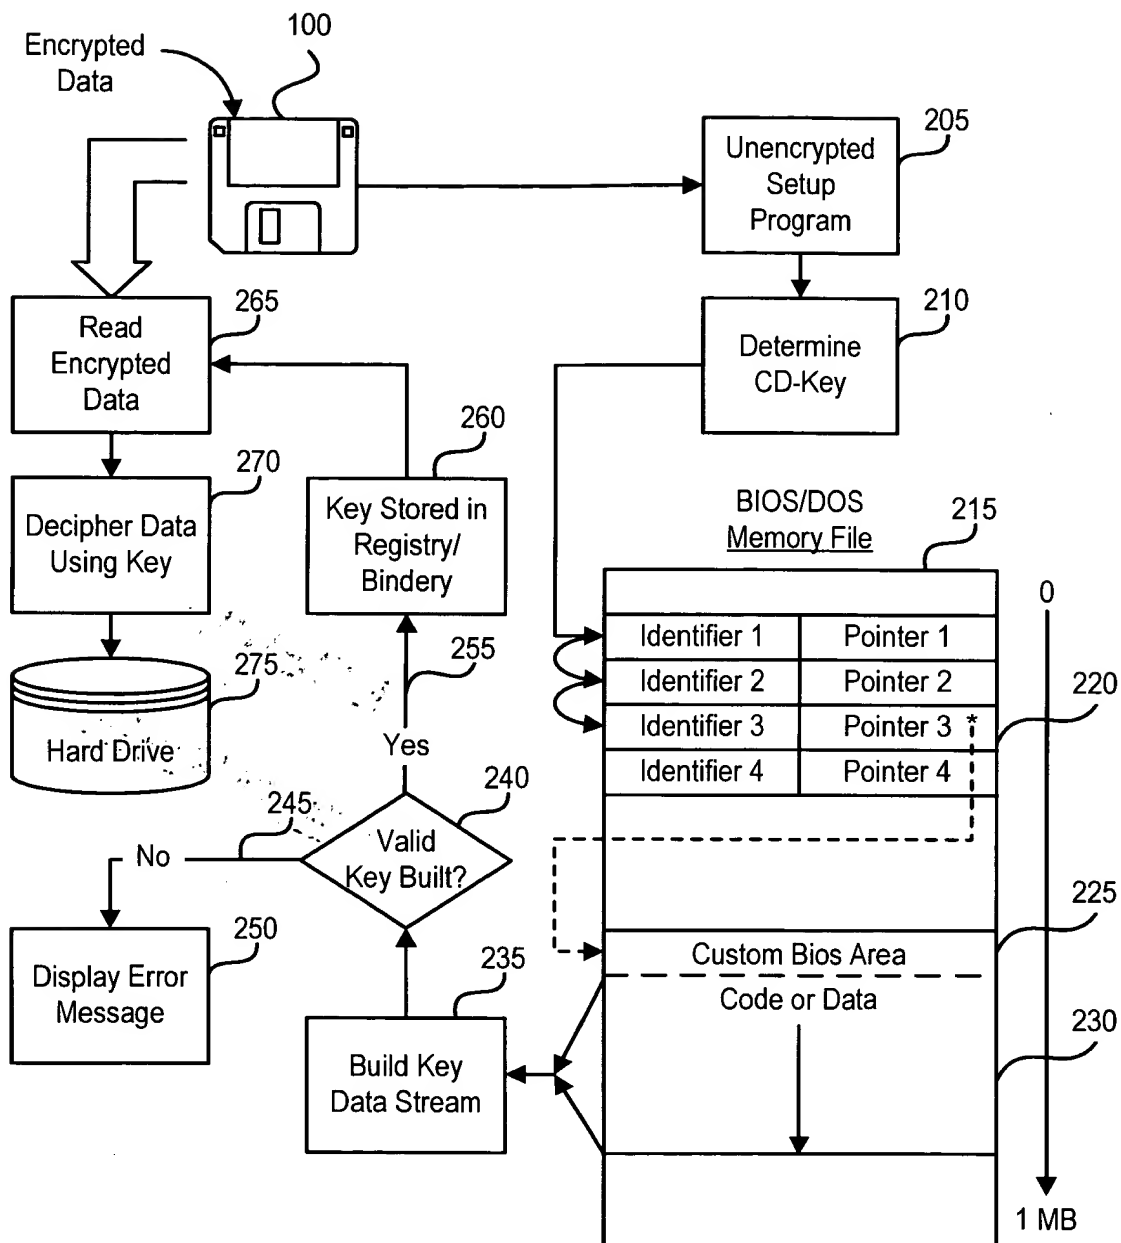 Encrypted
Data
100
Unencrypted
Setup
Program
205
Read
Encrypted
Data
265
Determine
CD-Key
210
Decipher Data
Using Key
270
Key Stored in
Registry/
Bindery
260
BIOS/DOS
Memory File
215
0
Identifier 1 Pointer 1
Identifier 2 Pointer 2
Identifier 3 Pointer 3 *
Identifier 4 Pointer 4
220
255
Hard Drive
275
Yes
Valid
Key Built?
240
245
No
Display Error
Message
250
Custom Bios Area
225
Code or Data
230
Build Key
Data Stream
235
1 MB